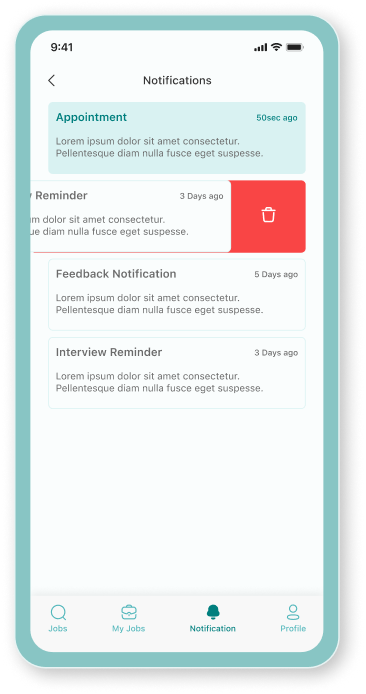 9:41
Notifications
Appointment 50sec ago
Lorem ipsum dolor sit amet consectetur.
Pellentesque diam nulla fusce eget suspesse.
Reminder 3 Days ago
dolor sit amet consectetur.
diam nulla fusce eget suspesse.
Feedback Notification 5 Days ago
Lorem ipsum dolor sit amet consectetur.
Pellentesque diam nulla fusce eget suspesse.
Interview Reminder 3 Days ago
Lorem ipsum dolor sit amet consectetur.
Pellentesque diam nulla fusce eget suspesse.
Jobs My Jobs Notification Profile